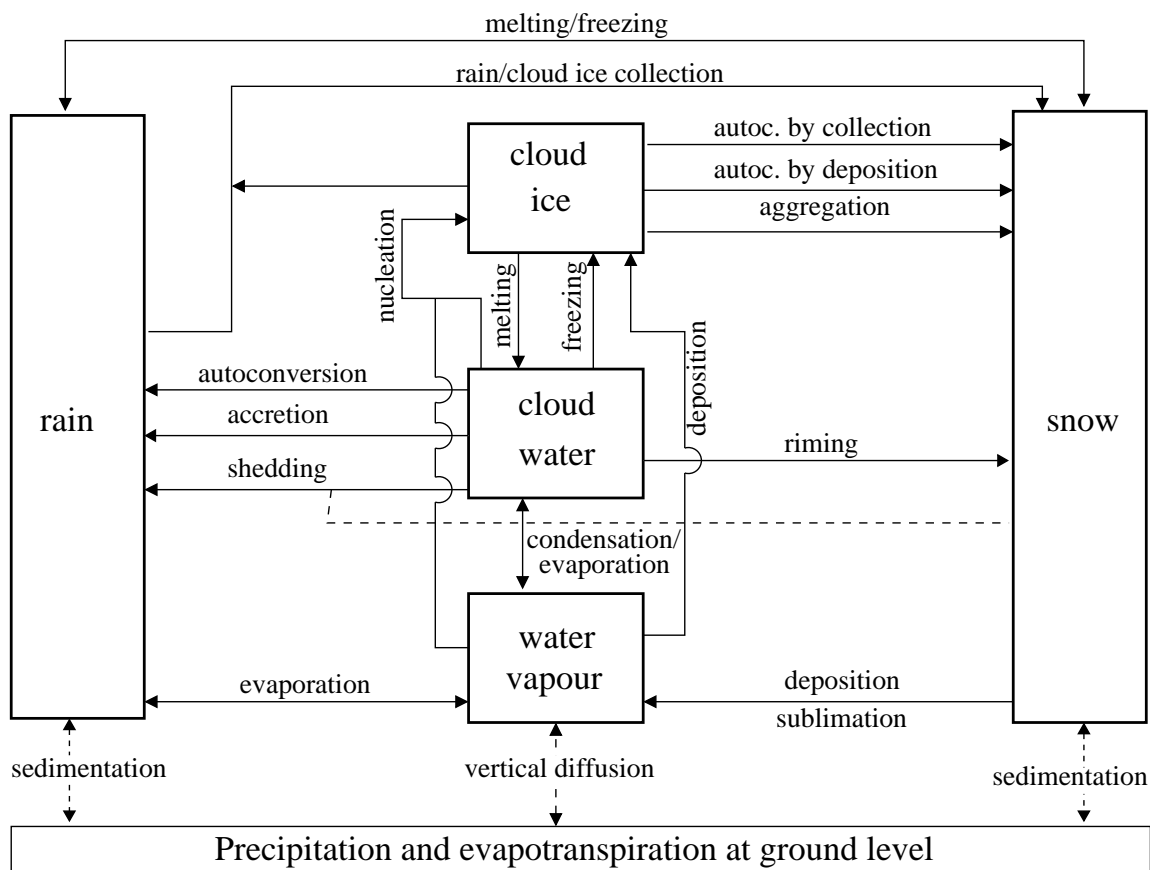 melting/freezing
rain/cloud ice collection
cloud
ice
autoc. by collection
autoc. by deposition
aggregation
nucleation
melting
freezing
deposition
rain
autoconversion
accretion
shedding
cloud
water
riming
snow
condensation/
evaporation
water
vapour
evaporation
deposition
sublimation
sedimentation
vertical diffusion
sedimentation
Precipitation and evapotranspiration at ground level